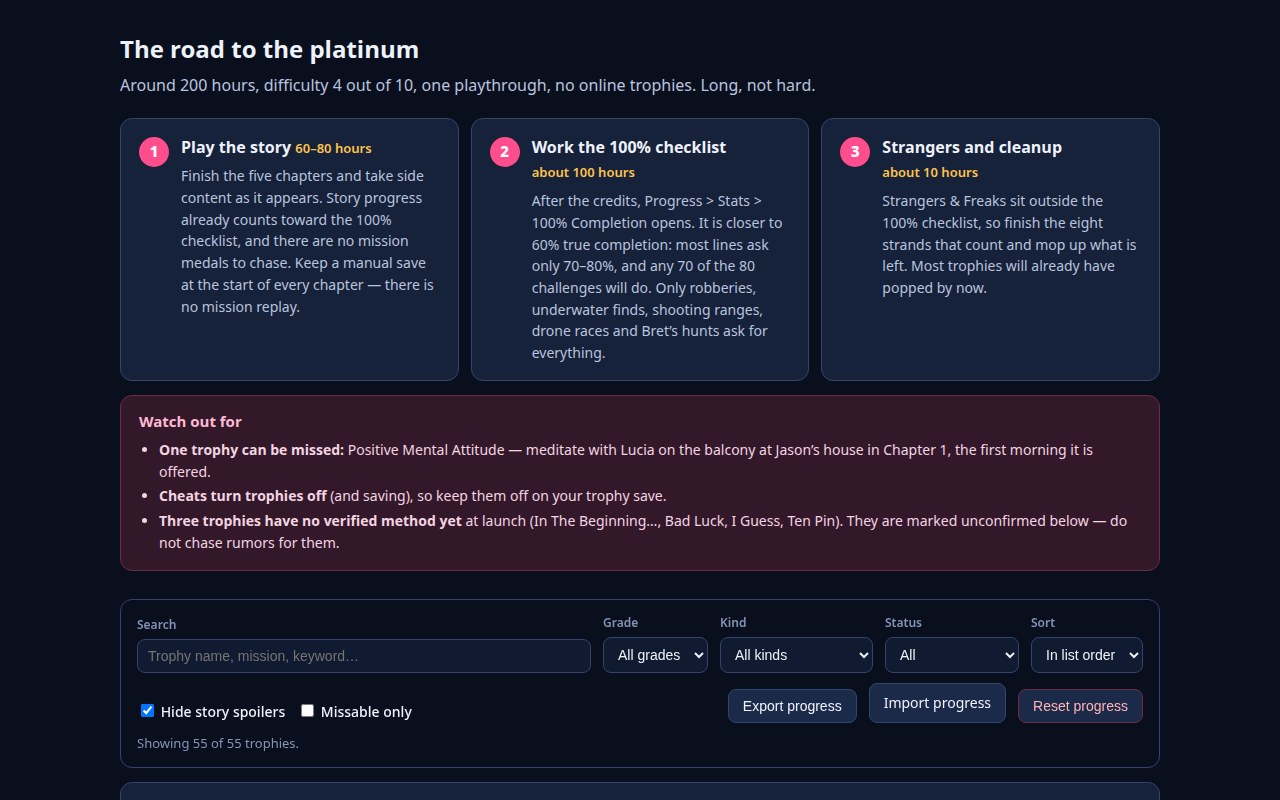 The road to the platinum
Around 200 hours, difficulty 4 out of 10, one playthrough, no online trophies. Long, not hard.
1
Play the story 60–80 hours
Finish the five chapters and take side
content as it appears. Story progress
already counts toward the 100%
checklist, and there are no mission
medals to chase. Keep a manual save
at the start of every chapter — there is
no mission replay.
2
Work the 100% checklist
about 100 hours
After the credits, Progress > Stats >
100% Completion opens. It is closer to
60% true completion: most lines ask
only 70–80%, and any 70 of the 80
challenges will do. Only robberies,
underwater finds, shooting ranges,
drone races and Bret’s hunts ask for
everything.
3
Strangers and cleanup
about 10 hours
Strangers & Freaks sit outside the
100% checklist, so finish the eight
strands that count and mop up what is
left. Most trophies will already have
popped by now.
Watch out for
• One trophy can be missed: Positive Mental Attitude — meditate with Lucia on the balcony at Jason’s house in Chapter 1, the first morning it is
offered.
• Cheats turn trophies off (and saving), so keep them off on your trophy save.
• Three trophies have no verified method yet at launch (In The Beginning…, Bad Luck, I Guess, Ten Pin). They are marked unconfirmed below — do
not chase rumors for them.
Search
Grade
Kind
Status
Sort
Trophy name, mission, keyword…
All grades
All kinds
All
In list order
Hide story spoilers
Missable only
Export progress
Import progress
Reset progress
Showing 55 of 55 trophies.